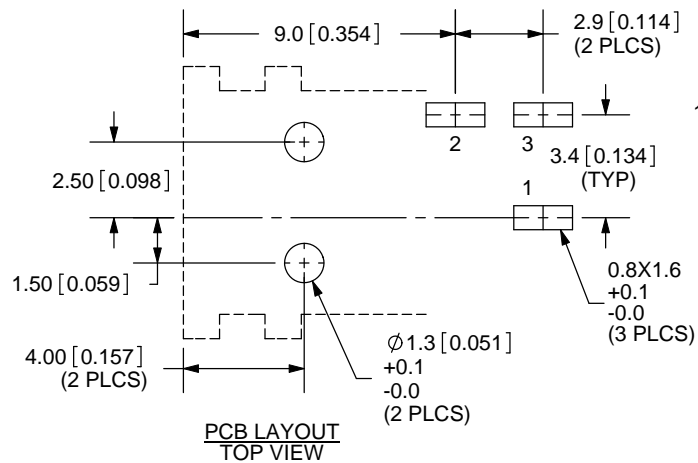 9.0 [0.354]
2.9 [0.114]
(2 PLCS)
2
3
3.4 [0.134]
(TYP)
2.50 [0.098]
1
1.50 [0.059]
0.8X1.6
+0.1
-0.0
(3 PLCS)
4.00 [0.157]
(2 PLCS)
Ø1.3 [0.051]
+0.1
-0.0
(2 PLCS)
PCB LAYOUT
TOP VIEW